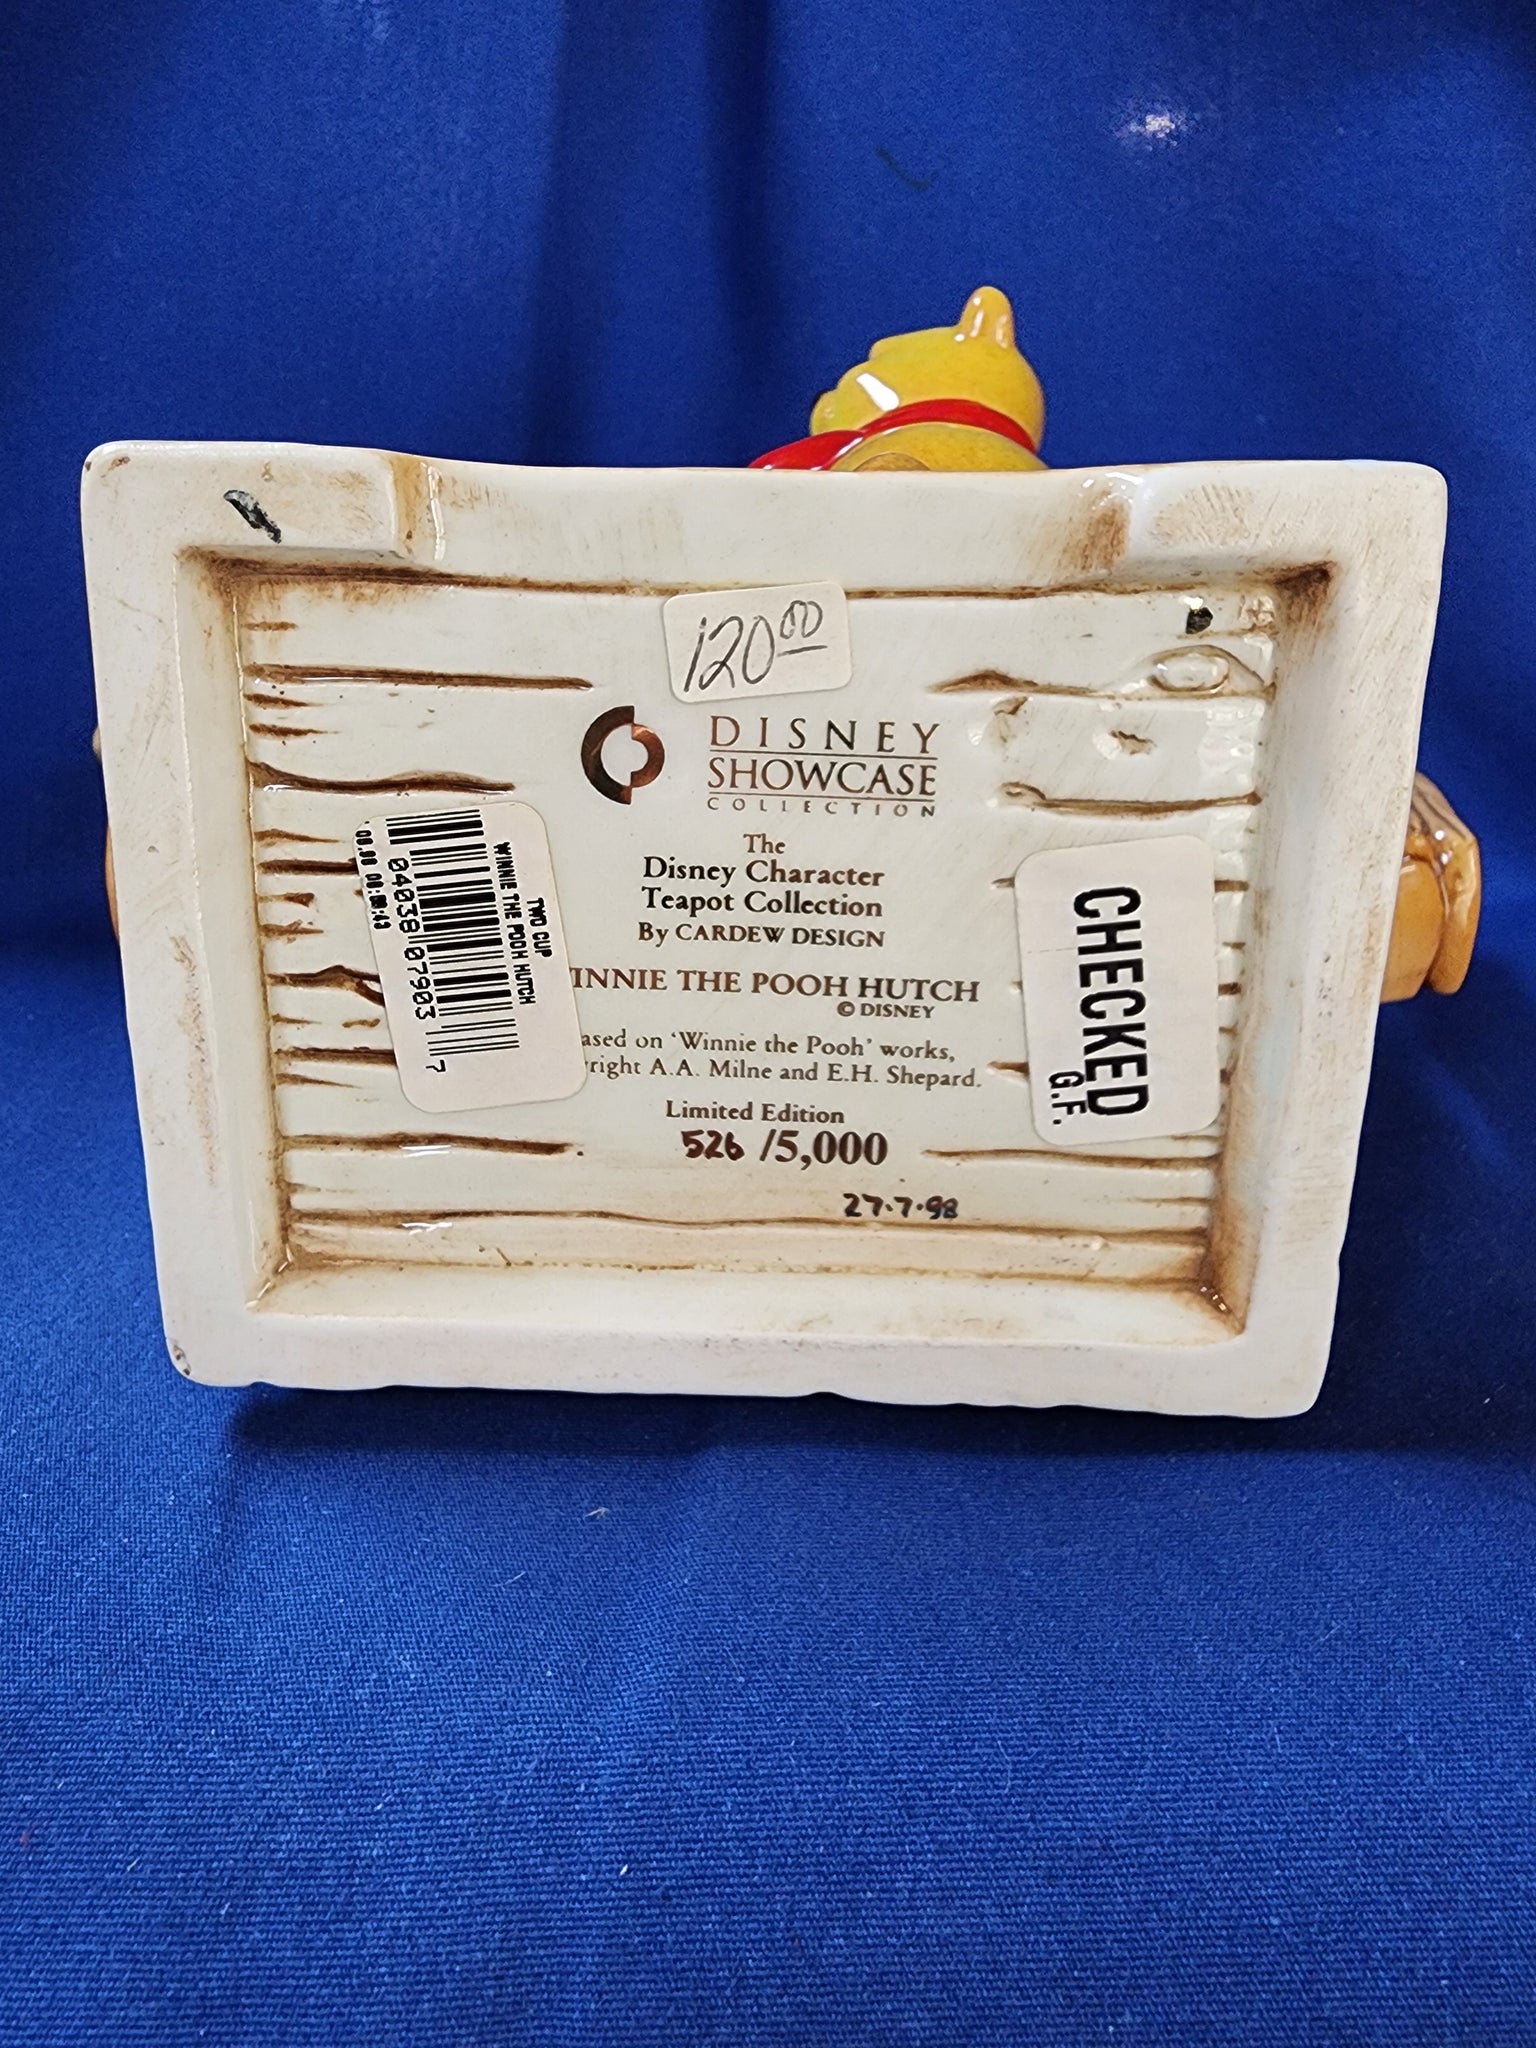 120.00
DISNEY
SHOWCASE
COLLECTION
The
Disney Character
Teapot Collection
By CARDEW DESIGN
INNIE THE POOH HUTCH
© DISNEY
ased on 'Winnie the Pooh' works,
right A.A. Milne and E.H. Shepard.
Limited Edition
526 /5,000
27.7.98
TWO CUP
WINNIE THE POOH HUTCH
04038 07903 7
CHECKED
G.F.